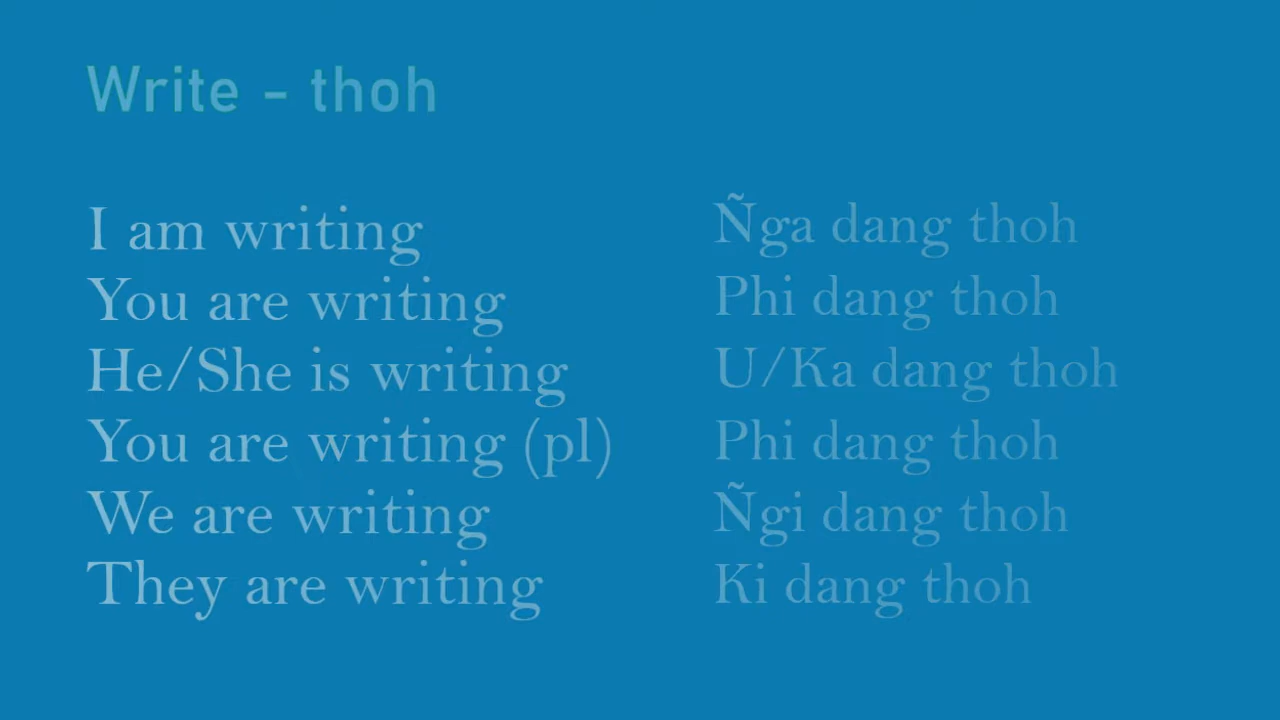 Write - thoh
I am writing
Ñga dang thoh
You are writing
Phi dang thoh
He/She is writing
U/Ka dang thoh
You are writing (pl)
Phi dang thoh
We are writing
Ñgi dang thoh
They are writing
Ki dang thoh